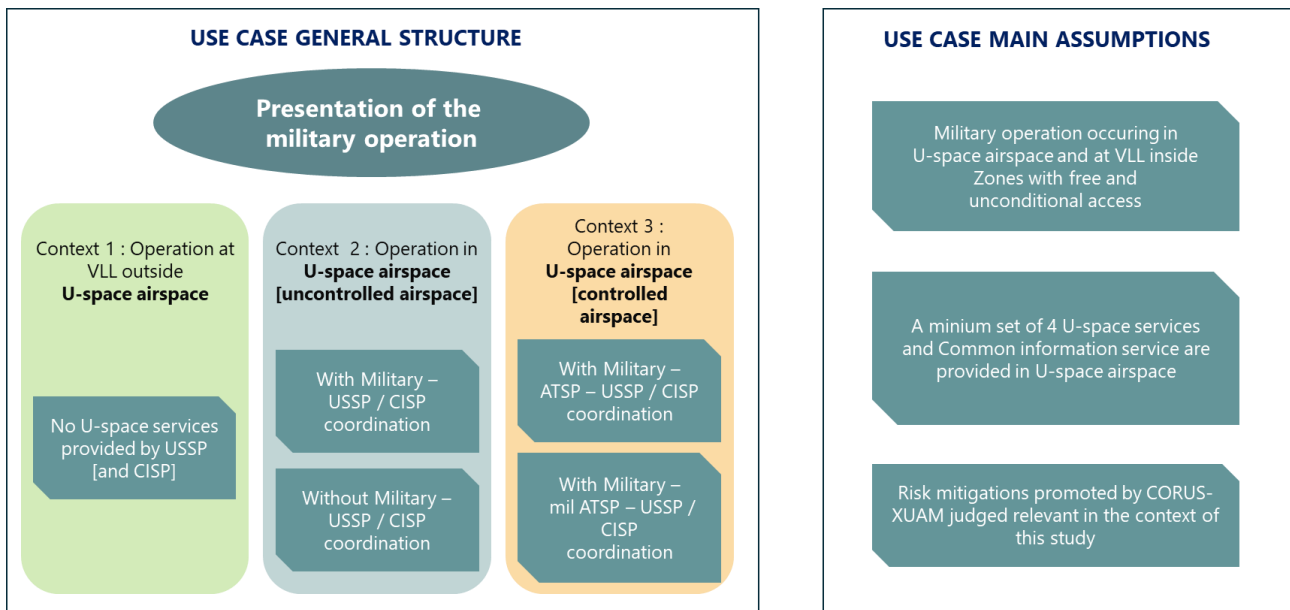 USE CASE GENERAL STRUCTURE
Presentation of the
military operation
Context 1 : Operation at
VLL outside
U-space airspace
No U-space services
provided by USSP
[and CISP]
Context 2 : Operation in
U-space airspace
[uncontrolled airspace]
With Military –
USSP / CISP
coordination
Without Military –
USSP / CISP
coordination
Context 3 :
Operation in
U-space airspace
[controlled
airspace]
With Military –
ATSP – USSP / CISP
coordination
With Military –
mil ATSP – USSP /
CISP
coordination
USE CASE MAIN ASSUMPTIONS
Military operation occuring in
U-space airspace and at VLL inside
Zones with free and
unconditional access
A minium set of 4 U-space services
and Common information service are
provided in U-space airspace
Risk mitigations promoted by CORUS-
XUAM judged relevant in the context of
this study